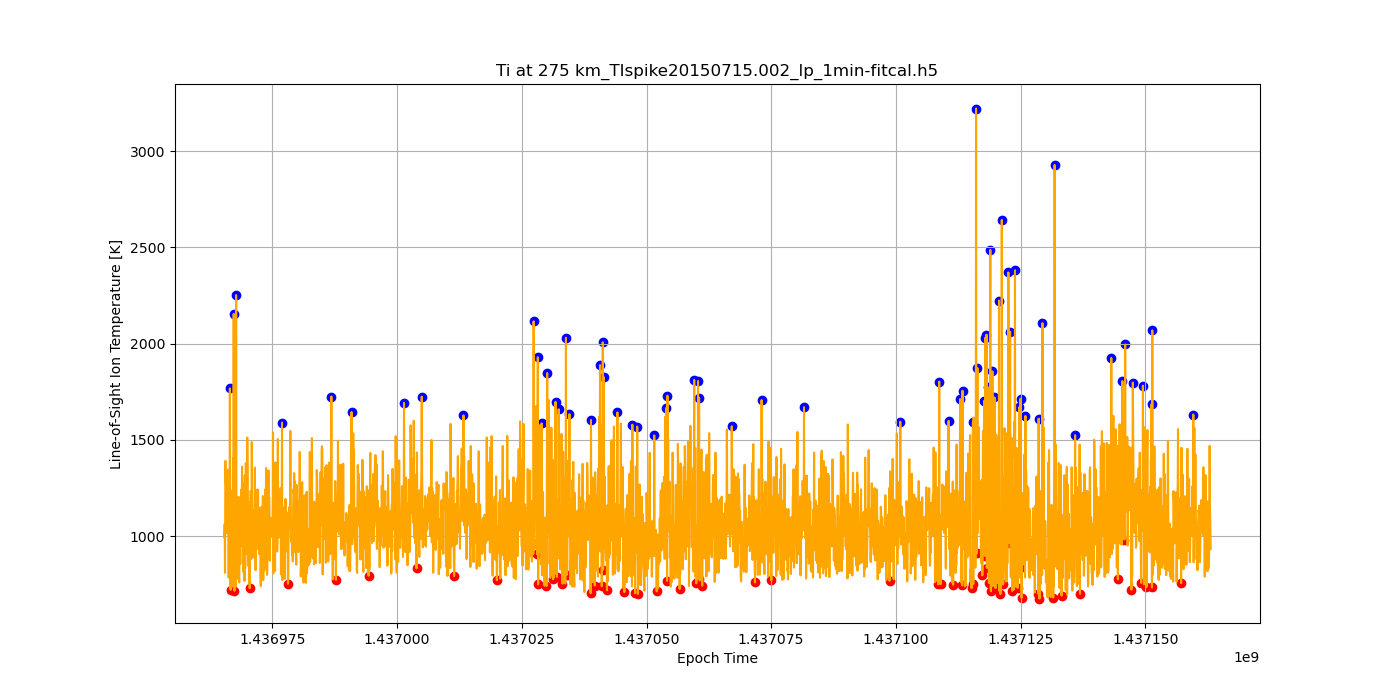 Ti at 275 km_TIspike20150715.002_lp_1min-fitcal.h5
Line-of-Sight Ion Temperature [K]
3000
2500
2000
1500
1000
1.436975 1.437000 1.437025 1.437050 1.437075 1.437100 1.437125 1.437150
Epoch Time
1e9